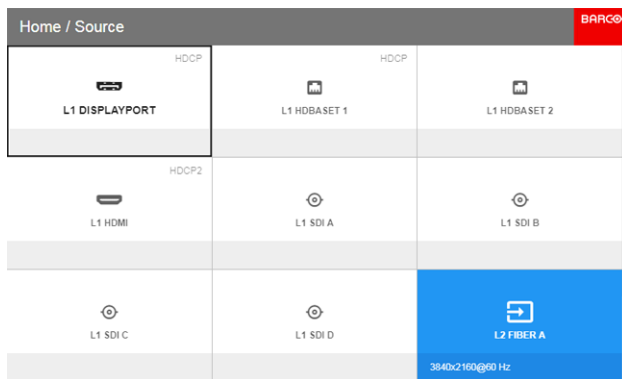 Home / Source
BARCO
HDCP
HDCP
L1 DISPLAYPORT
L1 HDBASET 1
L1 HDBASET 2
HDCP2
L1 HDMI
L1 SDI A
L1 SDI B
L1 SDI C
L1 SDI D
L2 FIBER A
3840x2160@60 Hz